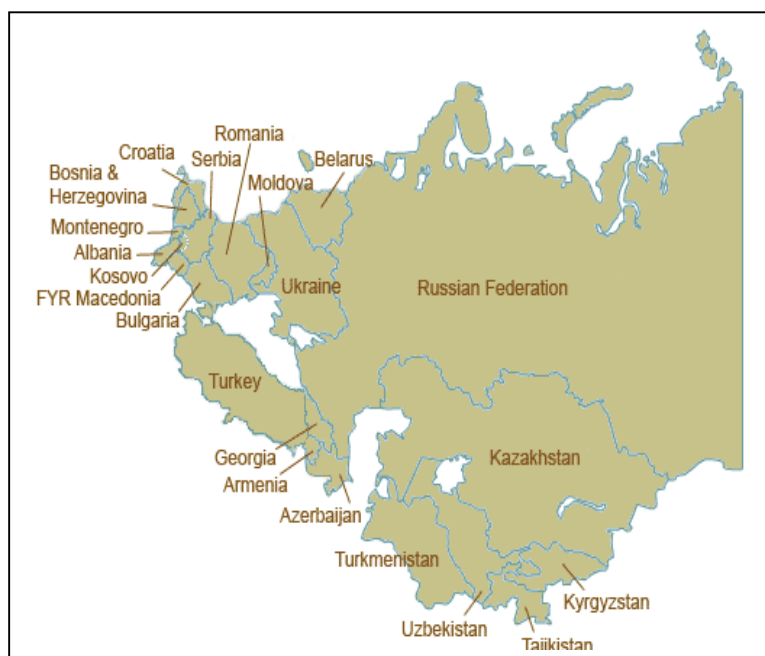 Romania
Croatia
Serbia
Belarus
Bosnia &
Herzegovina
Moldova
Montenegro
Albania
Kosovo
FYR Macedonia
Bulgaria
Ukraine
Russian Federation
Turkey
Georgia
Armenia
Azerbaijan
Kazakhstan
Turkmenistan
Kyrgyzstan
Uzbekistan
Tajikistan